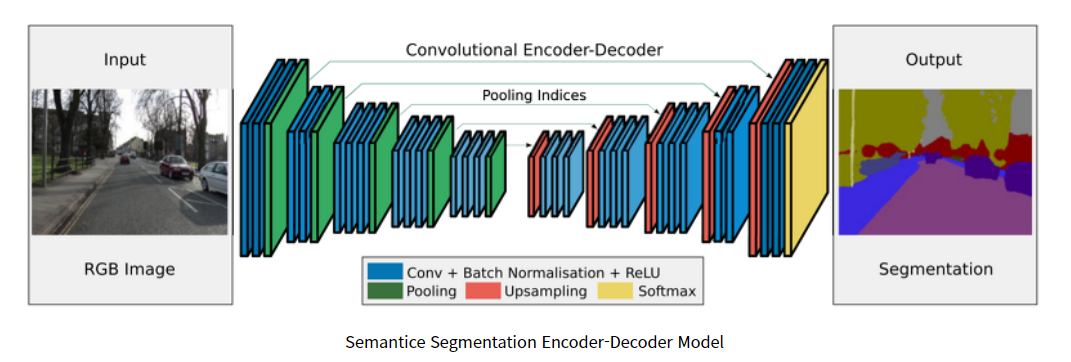 Input
RGB Image
Convolutional Encoder-Decoder
Pooling Indices
Conv + Batch Normalisation + ReLU
Pooling Upsampling Softmax
Output
Segmentation
Semantice Segmentation Encoder-Decoder Model